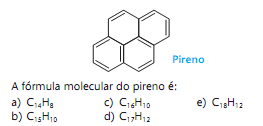 Pireno
A fórmula molecular do pireno é:
a) C₁₄H₈ c) C₁₆H₁₀ e) C₁₈H₁₂
b) C₁₅H₁₀ d) C₁₇H₁₂